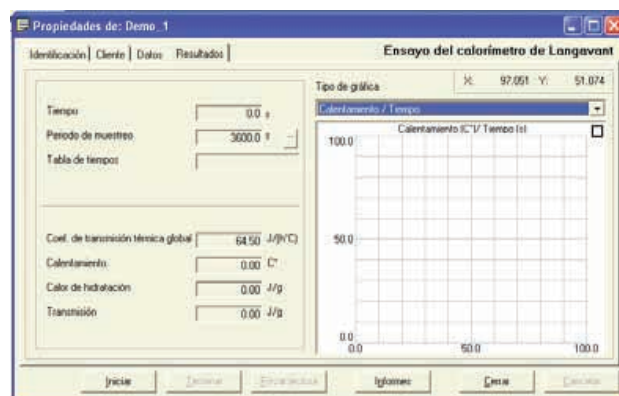 Propiedades de: Demo_1
Identificación Cliente Datos Resultados
Ensayo del calorímetro de Langavant
Tiempo 0.0 s
Periodo de muestreo 3600.0 s ...
Tabla de tiempos
Coef. de transmisión térmica global 64.50 J/(h°C)
Calentamiento 0.00 C°
Calor de hidratación 0.00 J/g
Transmisión 0.00 J/g
Tipo de gráfica
X: 97.051 Y: 51.074
Calentamiento / Tiempo
Calentamiento (C°)/ Tiempo (s)
100.0
50.0
0.0
0.0 50.0 100.0
Iniciar Informes Cerrar Cancelar